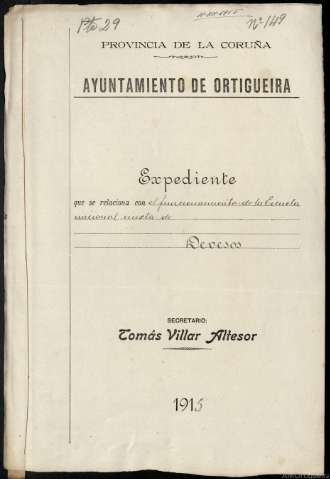 Pto 29
Nº 149
PROVINCIA DE LA CORUÑA
AYUNTAMIENTO DE ORTIGUEIRA
Expediente
que se relaciona con el funcionamiento de la Escuela
nacional mixta de
Devesos
SECRETARIO:
Tomás Villar Altesor
1915